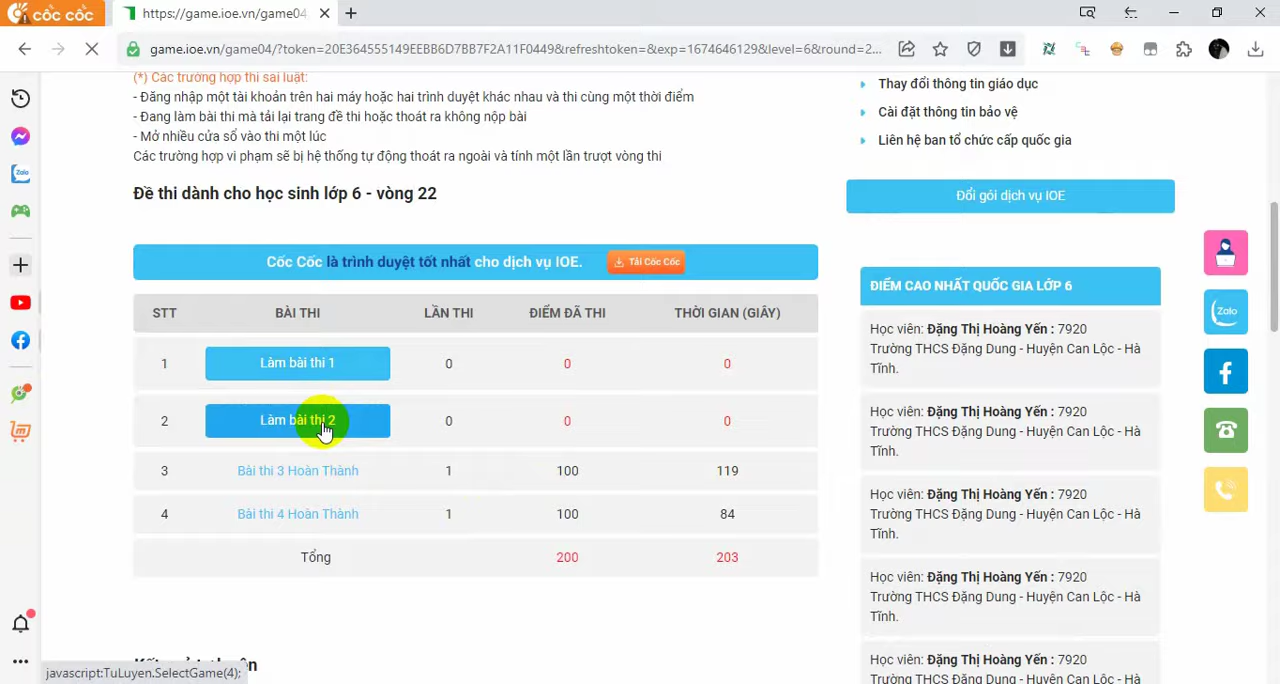 cốc cốc
https://game.ioe.vn/game04
game.ioe.vn/game04/?token=20E364555149EEBB6D7BB7F2A11F0449&refreshtoken=&exp=1674646129&level=6&round=2...
(*) Các trường hợp thi sai luật:
- Đăng nhập một tài khoản trên hai máy hoặc hai trình duyệt khác nhau và thi cùng một thời điểm
- Đang làm bài thi mà tải lại trang đề thi hoặc thoát ra không nộp bài
- Mở nhiều cửa sổ vào thi một lúc
Các trường hợp vi phạm sẽ bị hệ thống tự động thoát ra ngoài và tính một lần trượt vòng thi
Đề thi dành cho học sinh lớp 6 - vòng 22
Cốc Cốc là trình duyệt tốt nhất cho dịch vụ IOE. Tải Cốc Cốc
STT BÀI THI LẦN THI ĐIỂM ĐÃ THI THỜI GIAN (GIÂY)
1 Làm bài thi 1 0 0 0
2 Làm bài thi 2 0 0 0
3 Bài thi 3 Hoàn Thành 1 100 119
4 Bài thi 4 Hoàn Thành 1 100 84
Tổng 200 203
javascript:TuLuyen.SelectGame(4);
Thay đổi thông tin giáo dục
Cài đặt thông tin bảo vệ
Liên hệ ban tổ chức cấp quốc gia
Đổi gói dịch vụ IOE
ĐIỂM CAO NHẤT QUỐC GIA LỚP 6
Học viên: Đặng Thị Hoàng Yến : 7920
Trường THCS Đặng Dung - Huyện Can Lộc - Hà
Tĩnh.
Học viên: Đặng Thị Hoàng Yến : 7920
Trường THCS Đặng Dung - Huyện Can Lộc - Hà
Tĩnh.
Học viên: Đặng Thị Hoàng Yến : 7920
Trường THCS Đặng Dung - Huyện Can Lộc - Hà
Tĩnh.
Học viên: Đặng Thị Hoàng Yến : 7920
Trường THCS Đặng Dung - Huyện Can Lộc - Hà
Tĩnh.
Học viên: Đặng Thị Hoàng Yến : 7920
Trường THCS Đặng Dung - Huyện Can Lộc - Hà
Zalo
Zalo